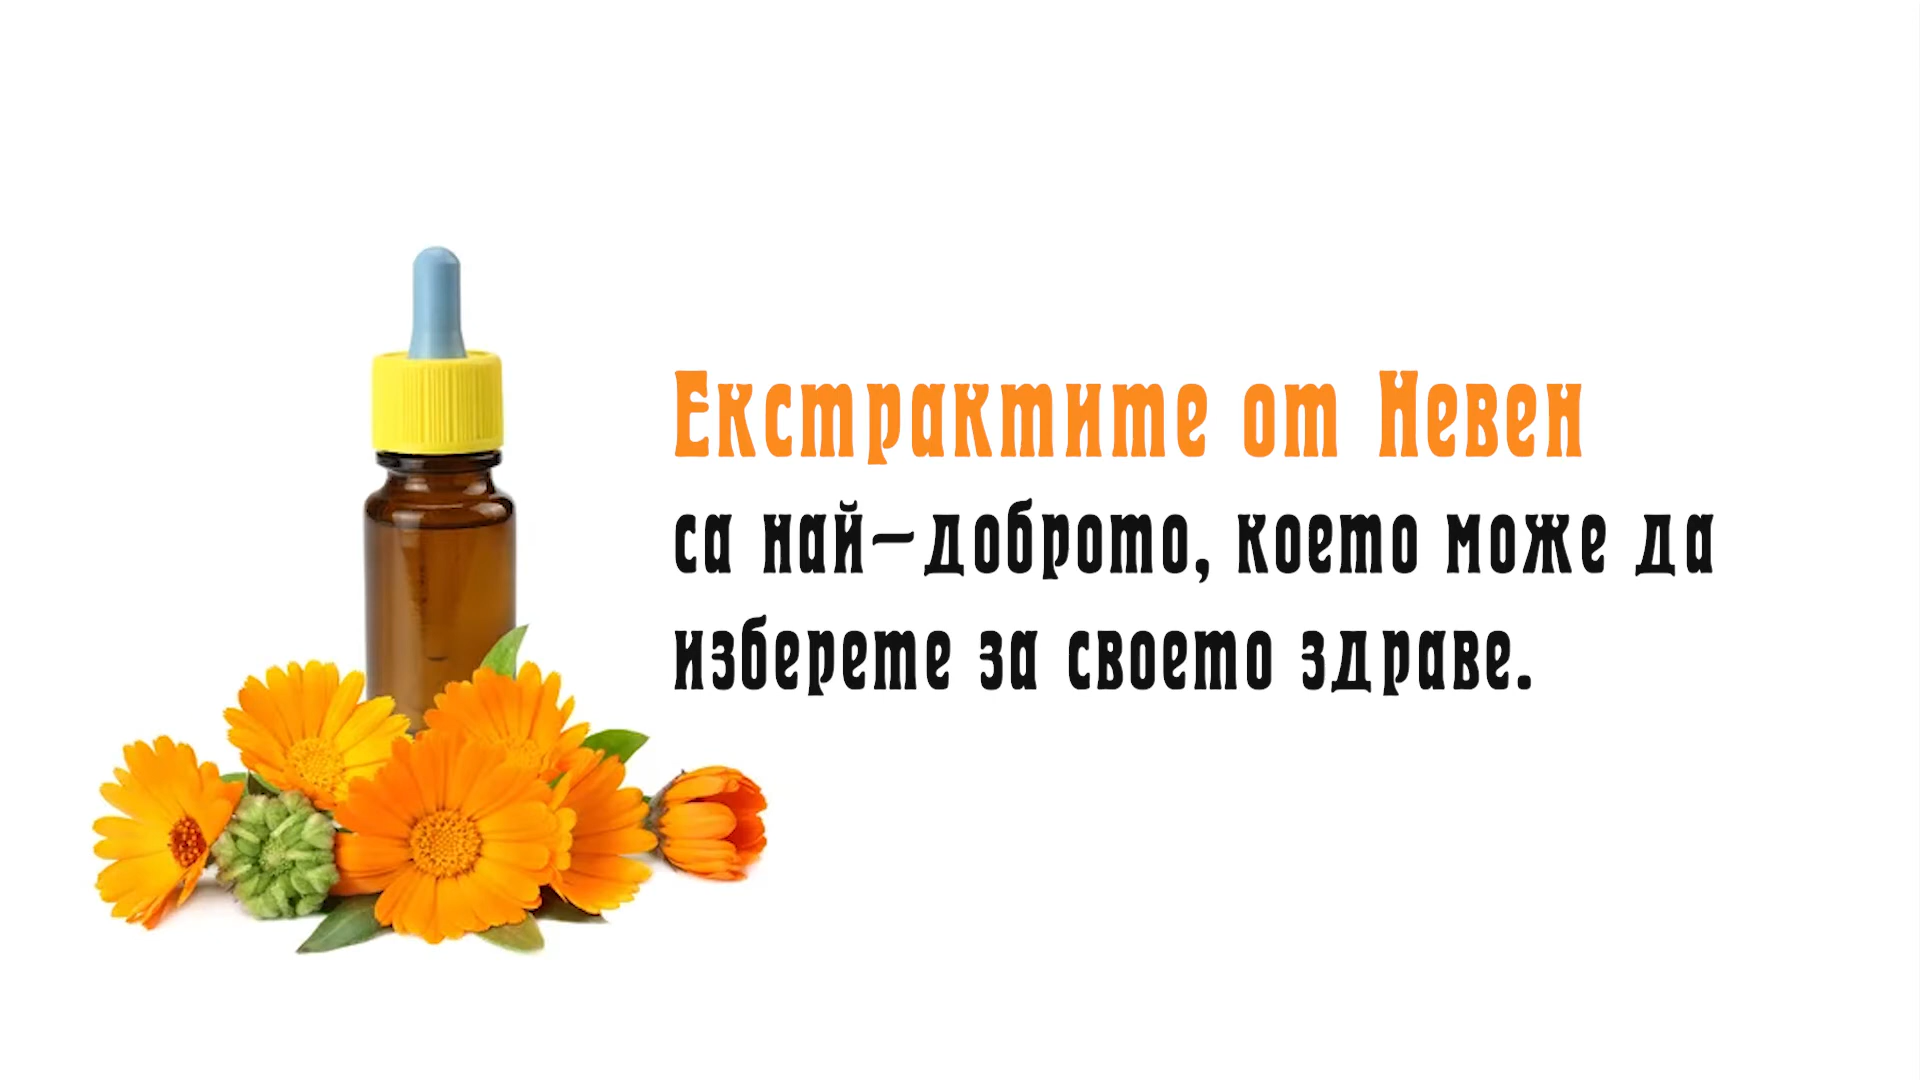 Екстрактите от Невен
са най-доброто, което може да
изберете за своето здраве.